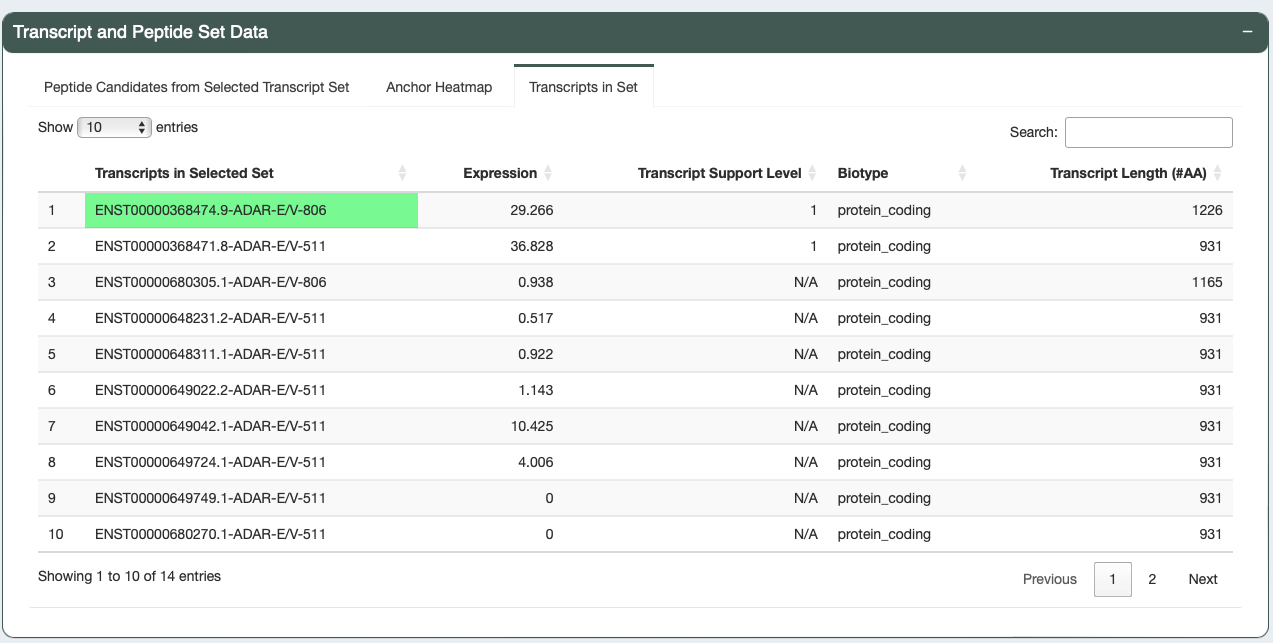 Transcript and Peptide Set Data
Peptide Candidates from Selected Transcript Set Anchor Heatmap Transcripts in Set
Show 10 entries
Search:
Transcripts in Selected Set Expression Transcript Support Level Biotype Transcript Length (#AA)
1 ENST00000368474.9-ADAR-E/V-806 29.266 1 protein_coding 1226
2 ENST00000368471.8-ADAR-E/V-511 36.828 1 protein_coding 931
3 ENST00000680305.1-ADAR-E/V-806 0.938 N/A protein_coding 1165
4 ENST00000648231.2-ADAR-E/V-511 0.517 N/A protein_coding 931
5 ENST00000648311.1-ADAR-E/V-511 0.922 N/A protein_coding 931
6 ENST00000649022.2-ADAR-E/V-511 1.143 N/A protein_coding 931
7 ENST00000649042.1-ADAR-E/V-511 10.425 N/A protein_coding 931
8 ENST00000649724.1-ADAR-E/V-511 4.006 N/A protein_coding 931
9 ENST00000649749.1-ADAR-E/V-511 0 N/A protein_coding 931
10 ENST00000680270.1-ADAR-E/V-511 0 N/A protein_coding 931
Showing 1 to 10 of 14 entries
Previous 1 2 Next